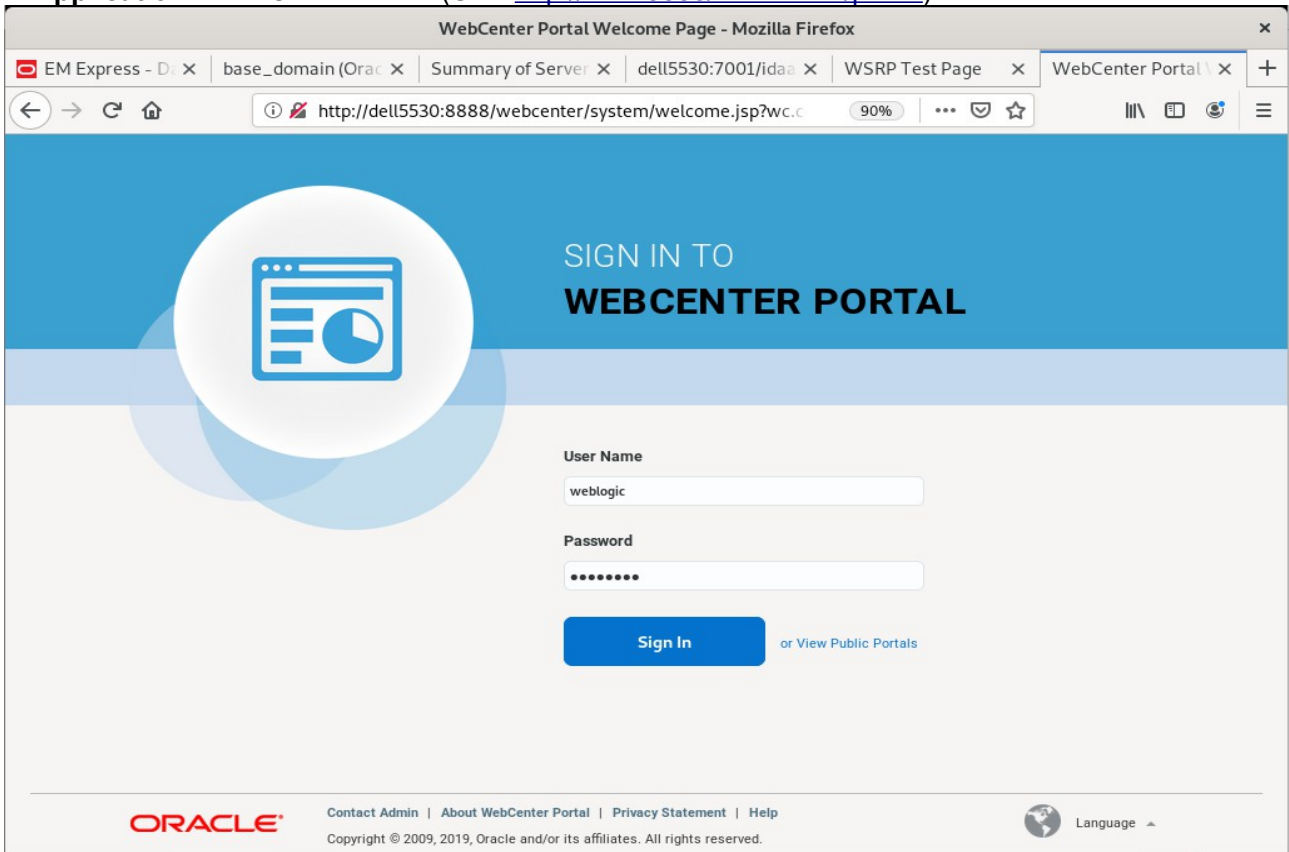 WebCenter Portal Welcome Page - Mozilla Firefox
EM Express - Da base_domain (Orac Summary of Server dell5530:7001/idaa WSRP Test Page WebCenter Portal
http://dell5530:8888/webcenter/system/welcome.jsp?wc.c 90%
SIGN IN TO
WEBCENTER PORTAL
User Name
weblogic
Password
••••••••
Sign In or View Public Portals
ORACLE
Contact Admin | About WebCenter Portal | Privacy Statement | Help
Copyright © 2009, 2019, Oracle and/or its affiliates. All rights reserved.
Language